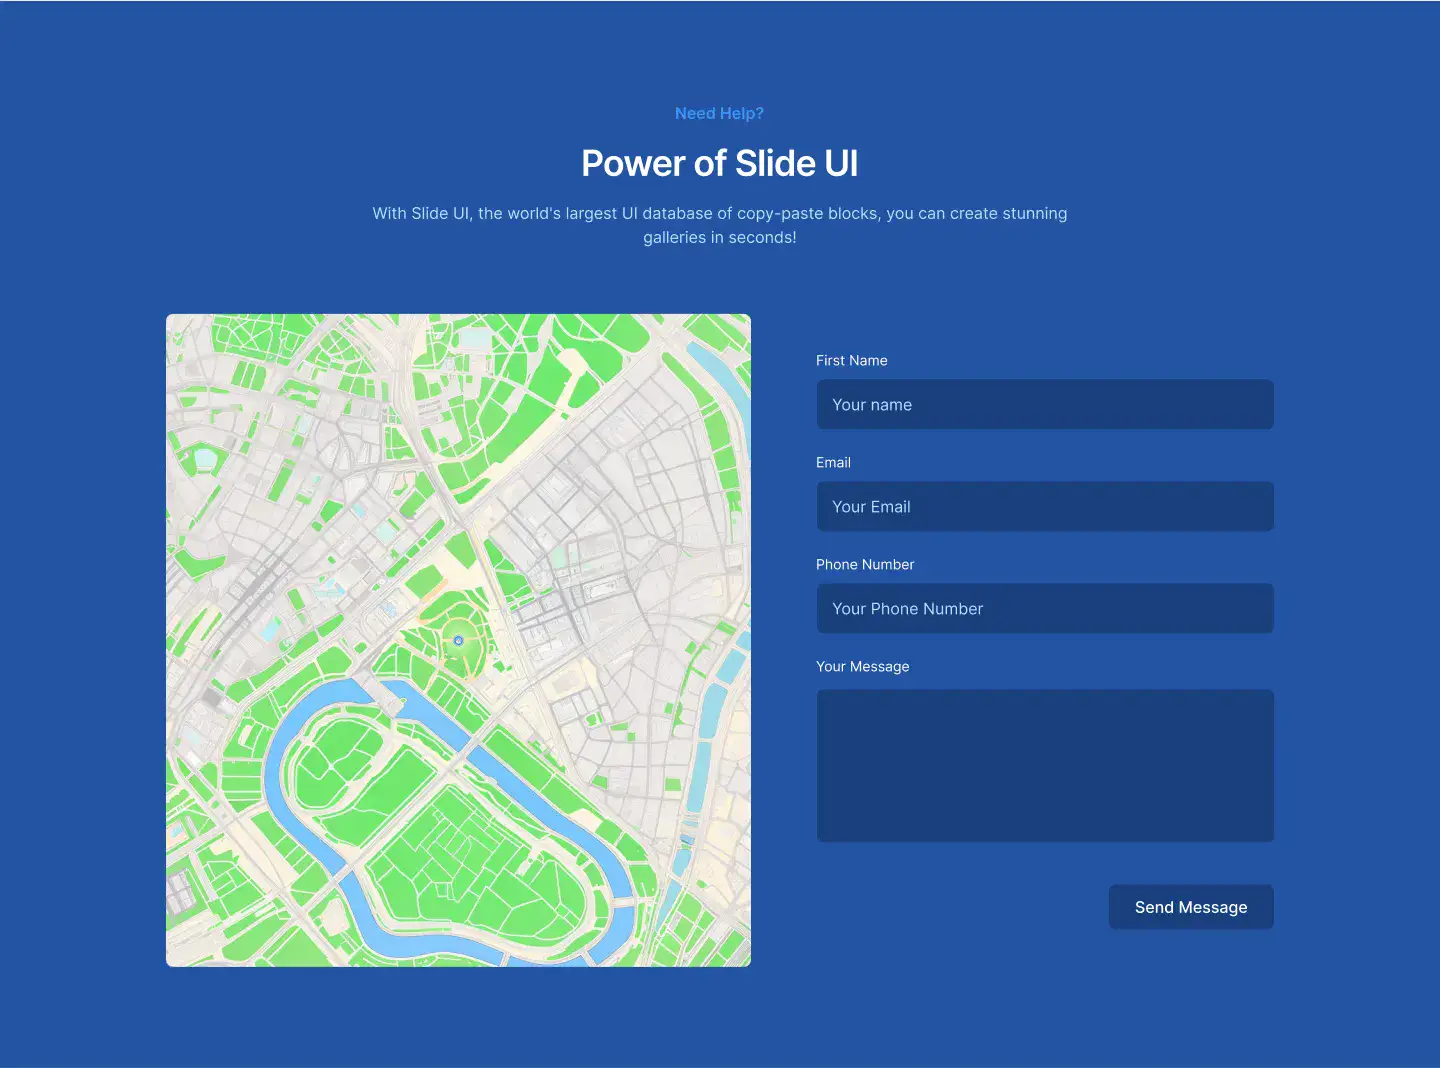 Need Help?
Power of Slide UI
With Slide UI, the world's largest UI database of copy-paste blocks, you can create stunning
galleries in seconds!
First Name
Your name
Email
Your Email
Phone Number
Your Phone Number
Your Message
Send Message